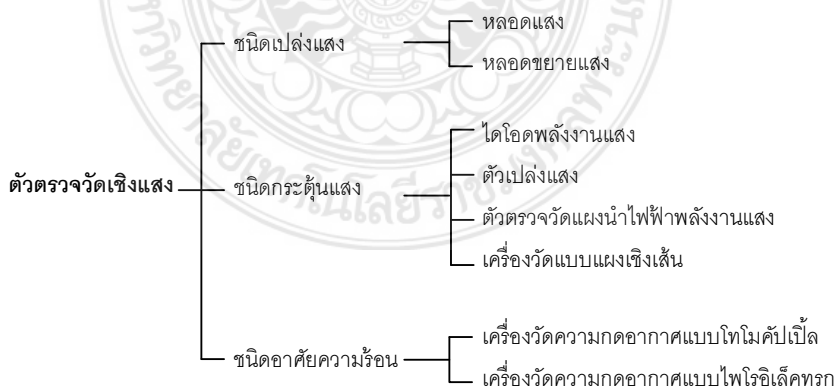 หลอดแสง
ชนิดเปล่งแสง
หลอดขยายแสง
ไดโอดพลังงานแสง
ตัวเปล่งแสง
ตัวตรวจวัดเชิงแสง
ชนิดกระตุ้นแสง
ตัวตรวจวัดแผงนำไฟฟ้าพลังงานแสง
เครื่องวัดแบบแผงเชิงเส้น
เครื่องวัดความกดอากาศแบบโทโมคัปเปิ้ล
ชนิดอาศัยความร้อน
เครื่องวัดความกดอากาศแบบไพโรอิเล็คทรก